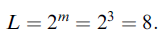 L = 2^m = 2^3 = 8.